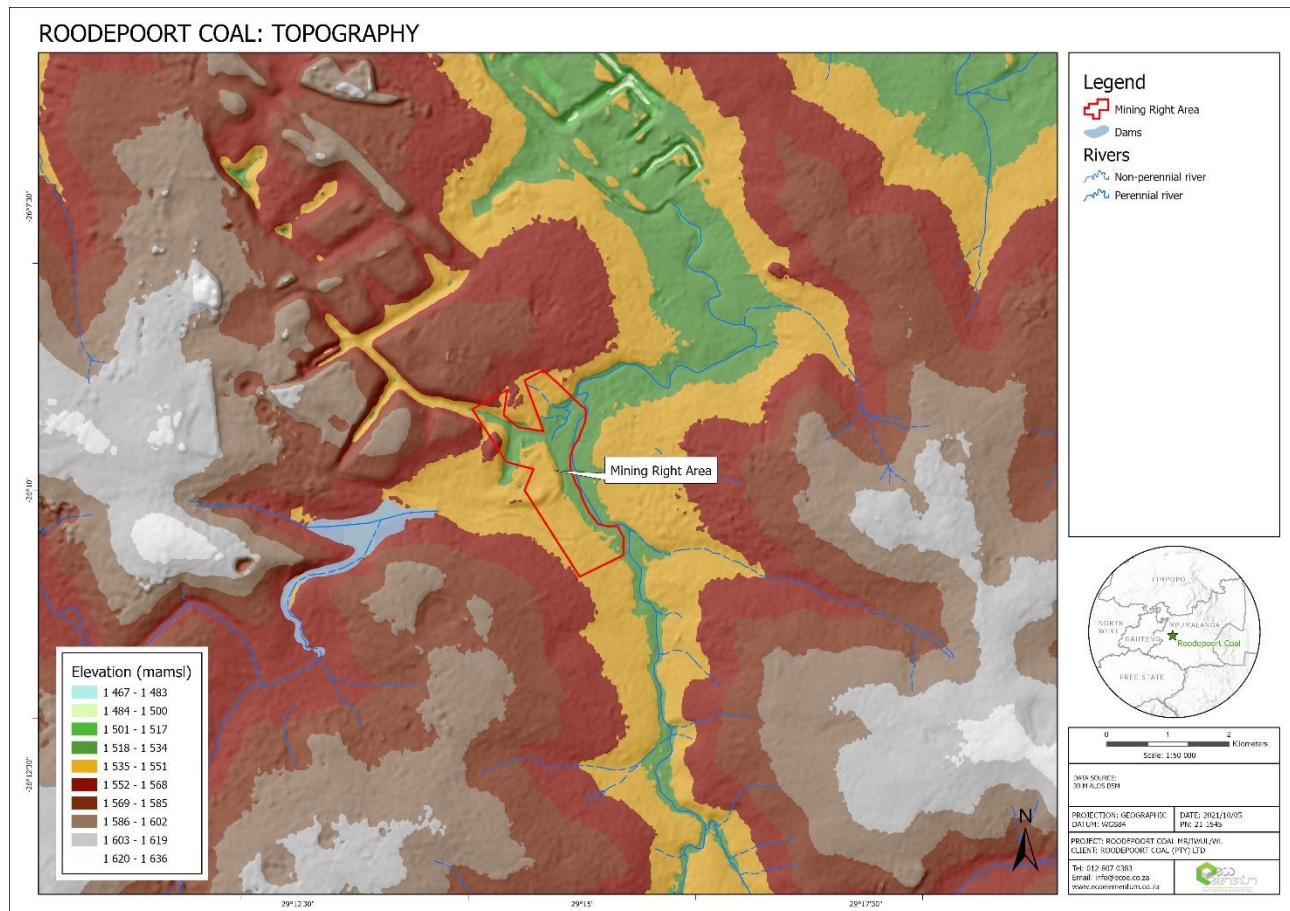 ROODEPOORT COAL: TOPOGRAPHY
Legend
Mining Right Area
Dams
Rivers
Non-perennial river
Perennial river
-26°7'30"
-26°10'
-26°12'30"
Mining Right Area
Elevation (mamsl)
1 467 - 1 483
1 484 - 1 500
1 501 - 1 517
1 518 - 1 534
1 535 - 1 551
1 552 - 1 568
1 569 - 1 585
1 586 - 1 602
1 603 - 1 619
1 620 - 1 636
29°12'30"
29°15'
29°17'30"
N
LIMPOPO
NORTH
WEST
MPUMALANGA
GAUTENG
Roodepoort Coal
FREE STATE
0 1 2
Kilometers
Scale: 1:50 000
DATA SOURCE:
30 M ALOS DSM
PROJECTION: GEOGRAPHIC
DATUM: WGS84
DATE: 2021/10/05
PN: 21-1545
PROJECT: ROODEPOORT COAL MR/IWUL/WL
CLIENT: ROODEPOORT COAL (PTY) LTD
Tel: 012 807 0383
Email: info@ecoe.co.za
www.ecoelementum.co.za
eco
elementum